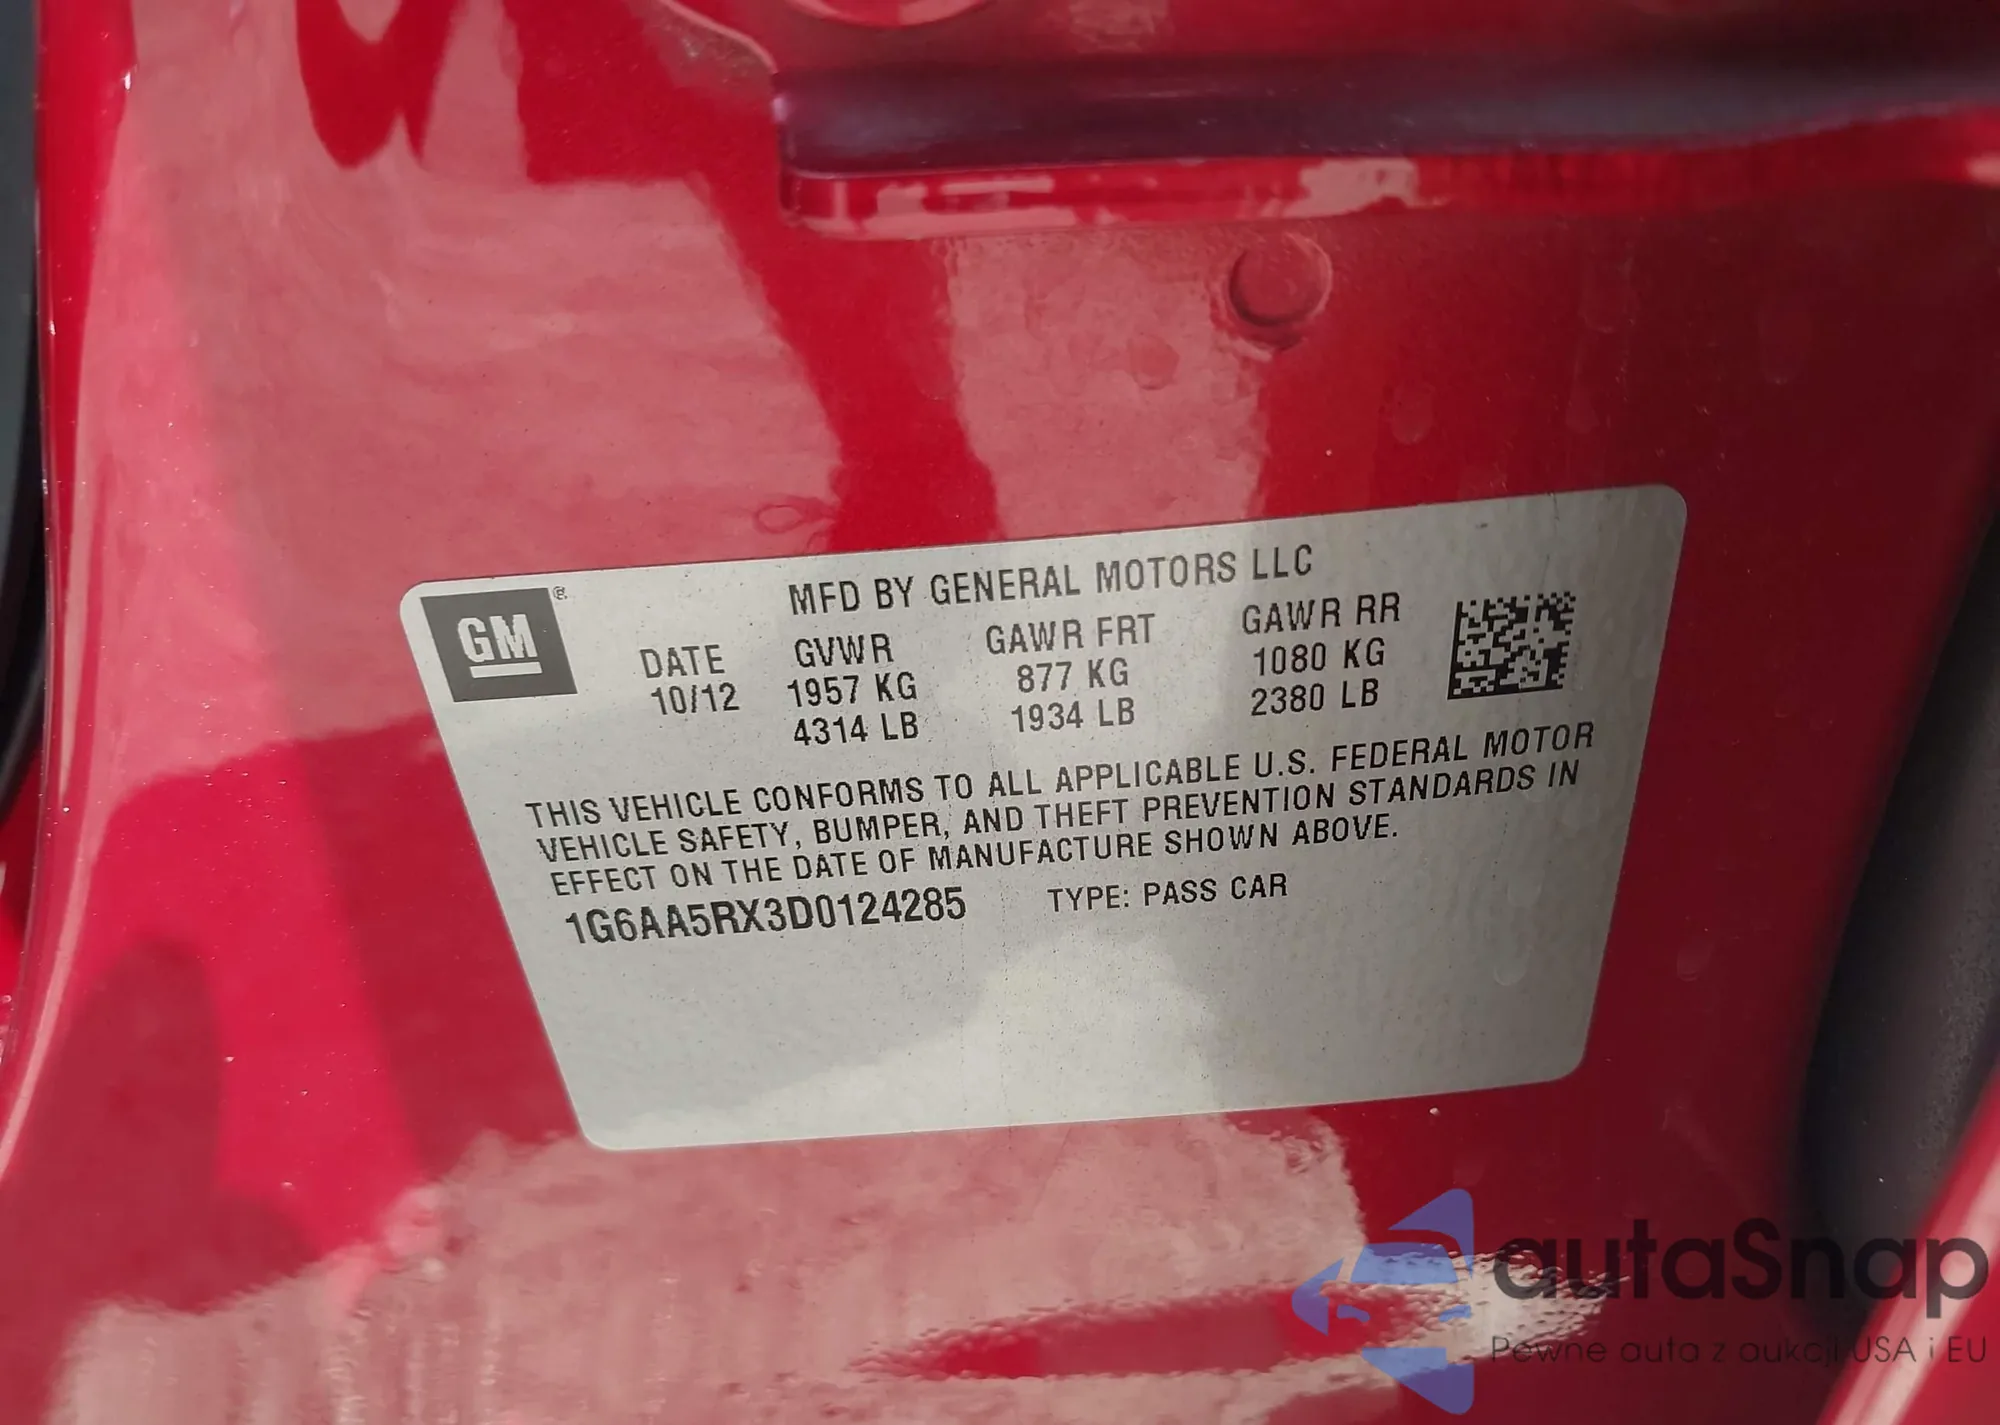 GM®
MFD BY GENERAL MOTORS LLC
DATE GVWR GAWR FRT GAWR RR
10/12 1957 KG 877 KG 1080 KG
4314 LB 1934 LB 2380 LB
THIS VEHICLE CONFORMS TO ALL APPLICABLE U.S. FEDERAL MOTOR
VEHICLE SAFETY, BUMPER, AND THEFT PREVENTION STANDARDS IN
EFFECT ON THE DATE OF MANUFACTURE SHOWN ABOVE.
1G6AA5RX3D0124285 TYPE: PASS CAR
autaSnap
Pewne auta z aukcji USA i EU